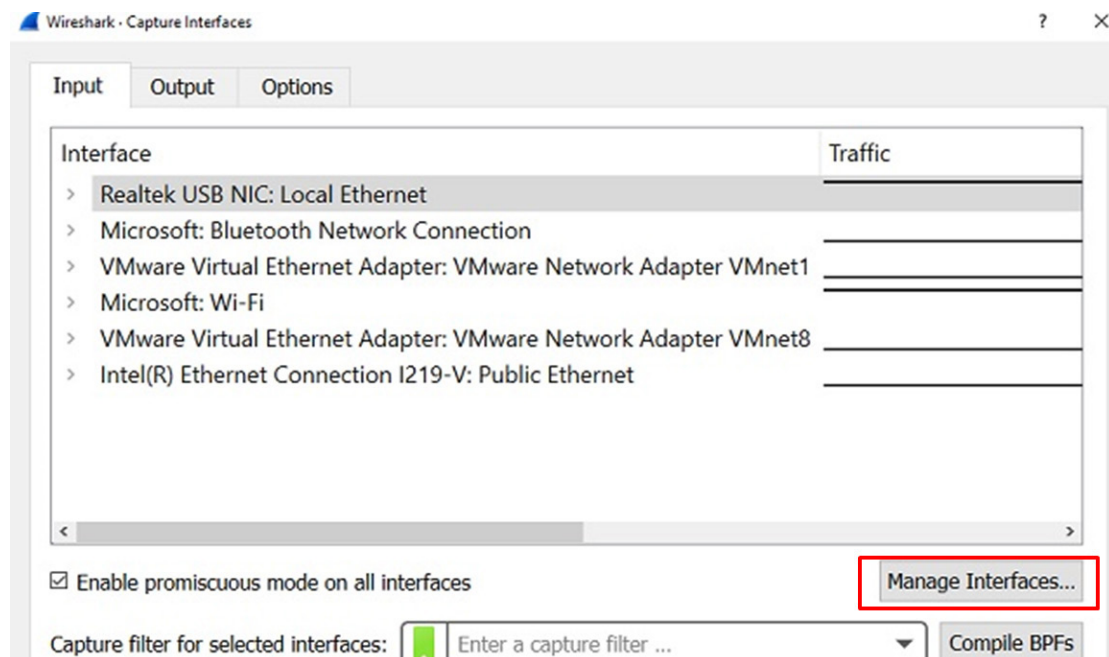 Wireshark · Capture Interfaces ? ×
Input Output Options
Interface Traffic
Realtek USB NIC: Local Ethernet
Microsoft: Bluetooth Network Connection
VMware Virtual Ethernet Adapter: VMware Network Adapter VMnet1
Microsoft: Wi-Fi
VMware Virtual Ethernet Adapter: VMware Network Adapter VMnet8
Intel(R) Ethernet Connection I219-V: Public Ethernet
Enable promiscuous mode on all interfaces Manage Interfaces...
Capture filter for selected interfaces: Enter a capture filter ... Compile BPFs